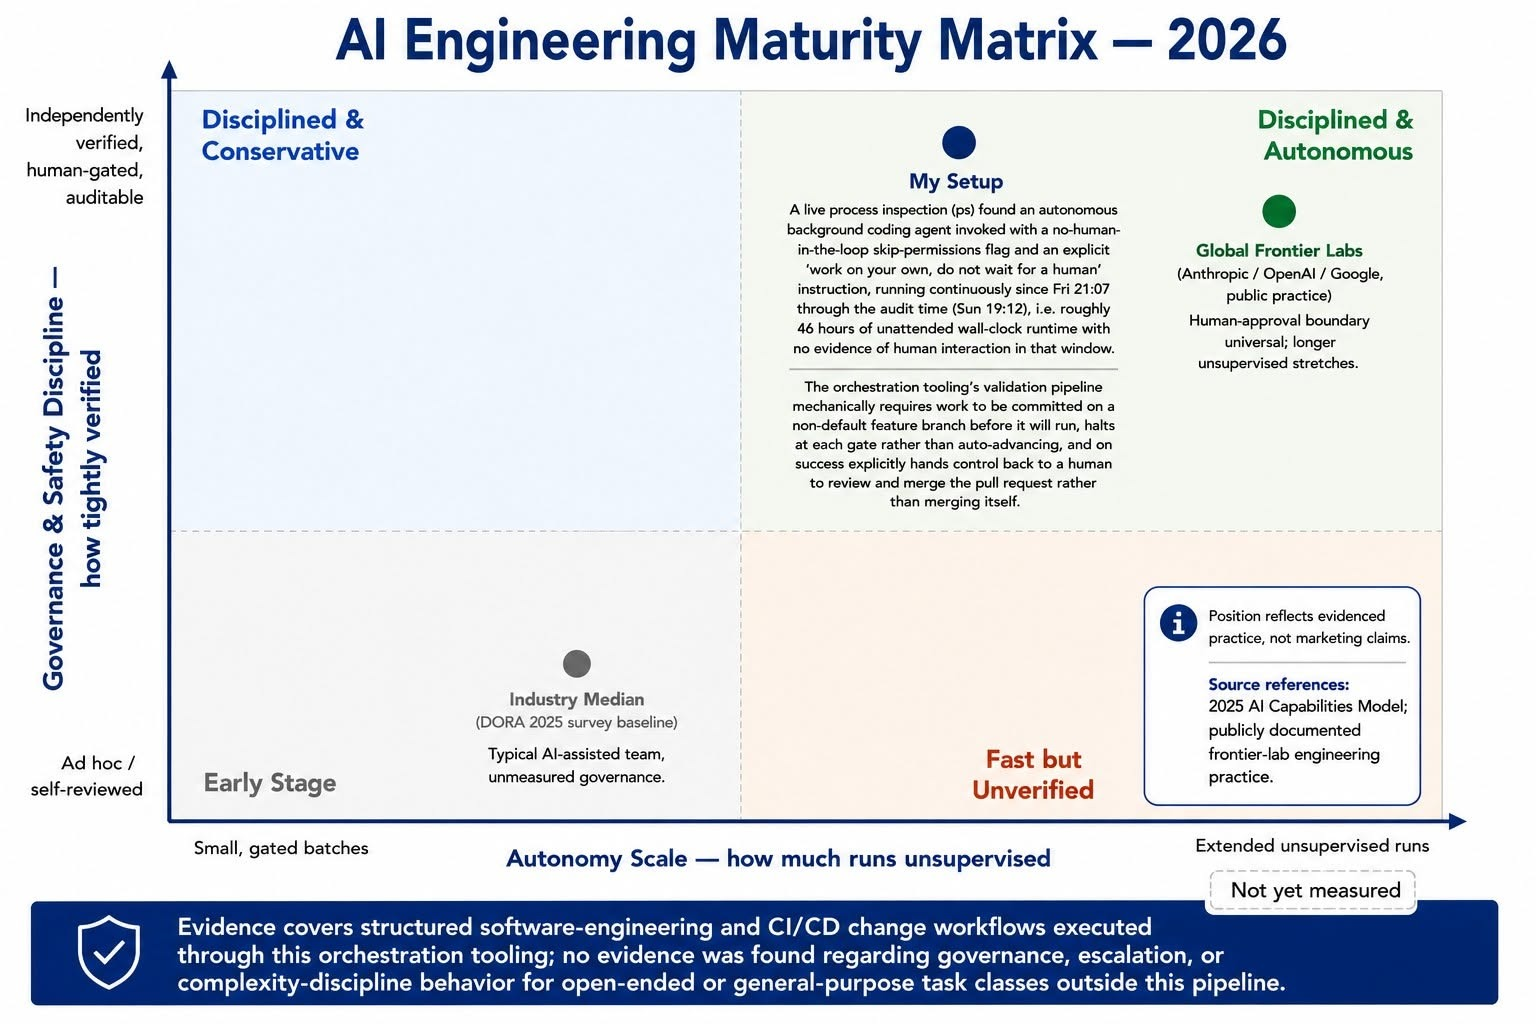 AI Engineering Maturity Matrix — 2026
Independently
verified,
human-gated,
auditable
Governance & Safety Discipline —
how tightly verified
Ad hoc /
self-reviewed
Disciplined &
Conservative
Disciplined &
Autonomous
My Setup
A live process inspection (ps) found an autonomous
background coding agent invoked with a no-human-
in-the-loop skip-permissions flag and an explicit
‘work on your own, do not wait for a human’
instruction, running continuously since Fri 21:07
through the audit time (Sun 19:12), i.e. roughly
46 hours of unattended wall-clock runtime with
no evidence of human interaction in that window.
The orchestration tooling’s validation pipeline
mechanically requires work to be committed on a
non-default feature branch before it will run, halts
at each gate rather than auto-advancing, and on
success explicitly hands control back to a human
to review and merge the pull request rather
than merging itself.
Global Frontier Labs
(Anthropic / OpenAI / Google,
public practice)
Human-approval boundary
universal; longer
unsupervised stretches.
Industry Median
(DORA 2025 survey baseline)
Typical AI-assisted team,
unmeasured governance.
Early Stage
Fast but
Unverified
Position reflects evidenced
practice, not marketing claims.
Source references:
2025 AI Capabilities Model;
publicly documented
frontier-lab engineering
practice.
Small, gated batches
Autonomy Scale — how much runs unsupervised
Extended unsupervised runs
Not yet measured
Evidence covers structured software-engineering and CI/CD change workflows executed
through this orchestration tooling; no evidence was found regarding governance, escalation, or
complexity-discipline behavior for open-ended or general-purpose task classes outside this pipeline.